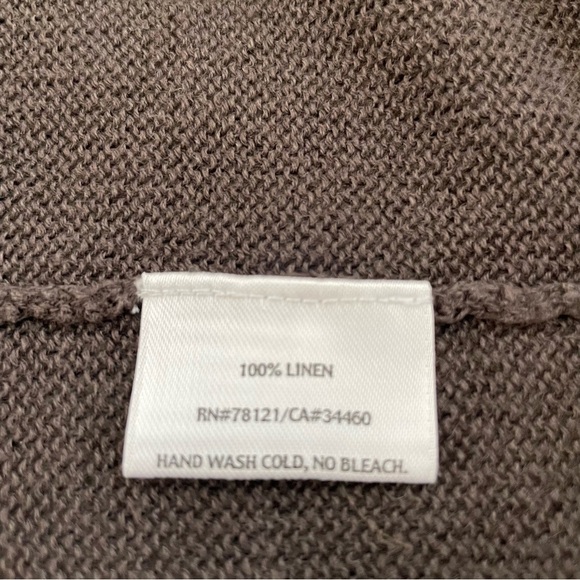 100% LINEN
RN#78121/CA#34460
HAND WASH COLD, NO BLEACH.